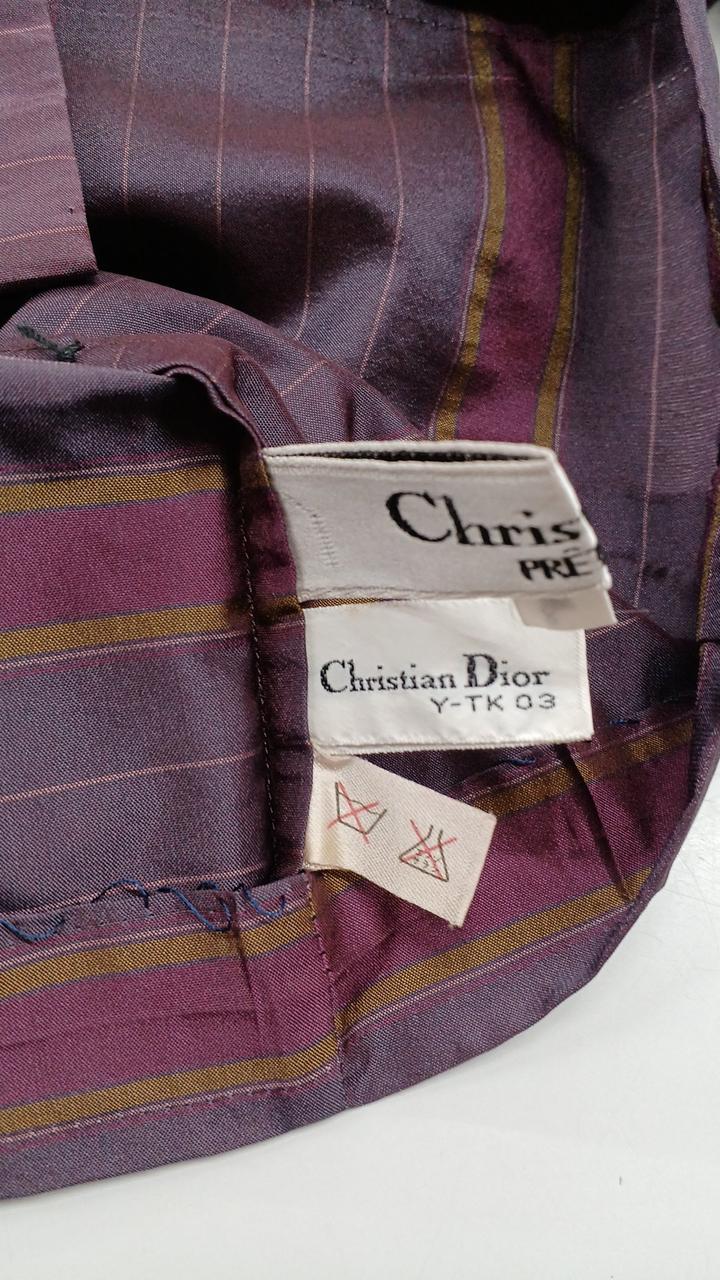 Chris
PRÊ
Christian Dior
Y-TK 03